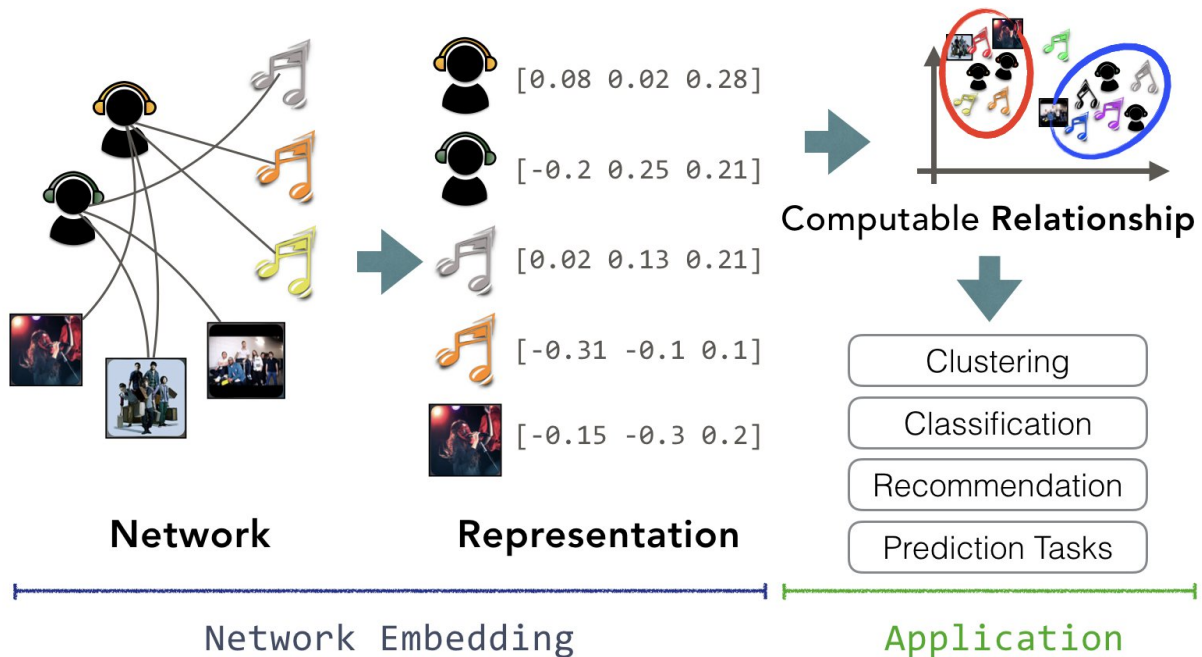 [0.08 0.02 0.28]
[-0.2 0.25 0.21]
[0.02 0.13 0.21]
[-0.31 -0.1 0.1]
[-0.15 -0.3 0.2]
Network
Representation
Network Embedding
Computable Relationship
Clustering
Classification
Recommendation
Prediction Tasks
Application